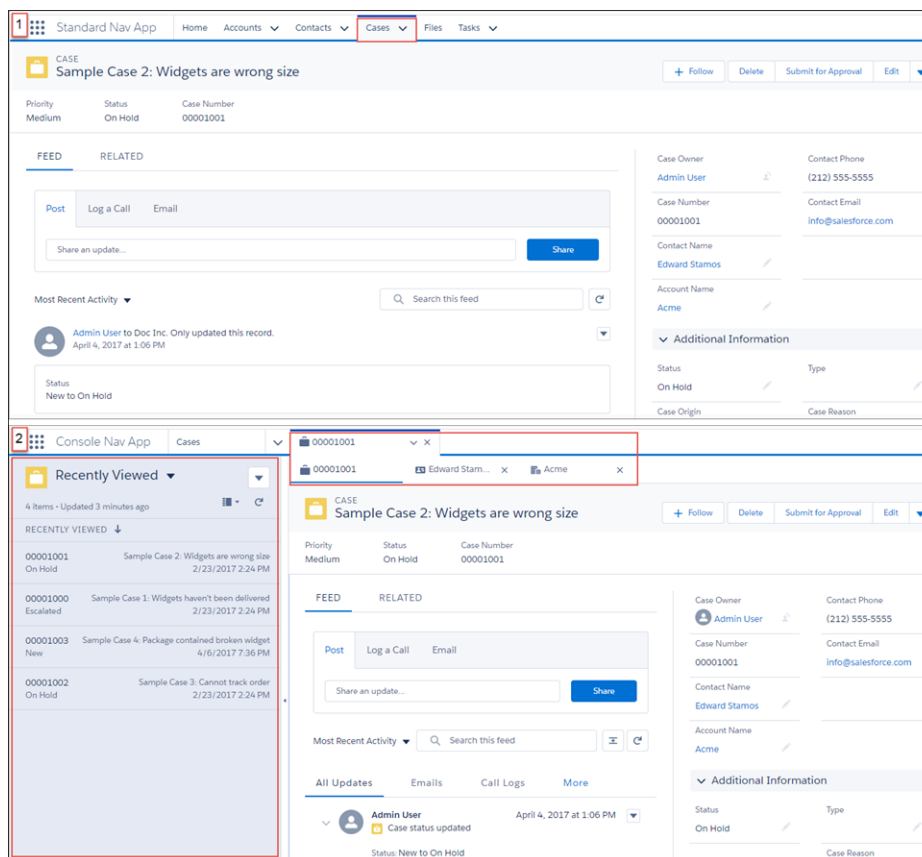 1
Standard Nav App Home Accounts Contacts Cases Files Tasks
CASE
Sample Case 2: Widgets are wrong size
+ Follow Delete Submit for Approval Edit
Priority Status Case Number
Medium On Hold 00001001
FEED RELATED
Post Log a Call Email
Share an update... Share
Most Recent Activity Search this feed
Admin User to Doc Inc. Only updated this record.
April 4, 2017 at 1:06 PM
Status
New to On Hold
Case Owner Contact Phone
Admin User (212) 555-5555
Case Number Contact Email
00001001 info@salesforce.com
Contact Name
Edward Stamos
Account Name
Acme
Additional Information
Status Type
On Hold
Case Origin Case Reason
2
Console Nav App Cases 00001001
00001001 Edward Stam... Acme
Recently Viewed
4 items • Updated 3 minutes ago
RECENTLY VIEWED
00001001 Sample Case 2: Widgets are wrong size
On Hold 2/23/2017 2:24 PM
00001000 Sample Case 1: Widgets haven't been delivered
Escalated 2/23/2017 2:24 PM
00001003 Sample Case 4: Package contained broken widget
New 4/6/2017 7:36 PM
00001002 Sample Case 3: Cannot track order
On Hold 2/23/2017 2:24 PM
CASE
Sample Case 2: Widgets are wrong size
+ Follow Delete Submit for Approval Edit
Priority Status Case Number
Medium On Hold 00001001
FEED RELATED
Post Log a Call Email
Share an update... Share
Most Recent Activity Search this feed
All Updates Emails Call Logs More
Admin User April 4, 2017 at 1:06 PM
Case status updated
Status: New to On Hold
Case Owner Contact Phone
Admin User (212) 555-5555
Case Number Contact Email
00001001 info@salesforce.com
Contact Name
Edward Stamos
Account Name
Acme
Additional Information
Status Type
On Hold
Case Reason